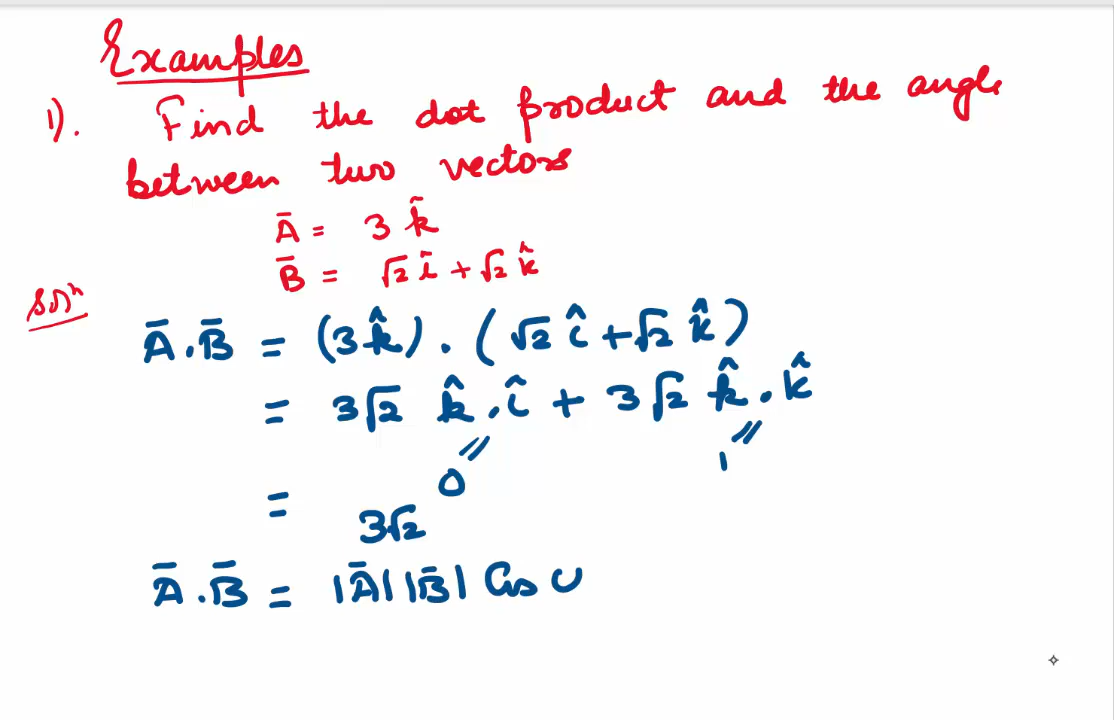 Examples
1). Find the dot product and the angle
between two vectors
Ā = 3 k̂
B̄ = √2 î + √2 k̂
Solⁿ
Ā . B̄ = (3k̂) . (√2 î + √2 k̂)
= 3√2 k̂ . î + 3√2 k̂ . k̂
0 1
= 3√2
Ā . B̄ = |Ā| |B̄| Cos